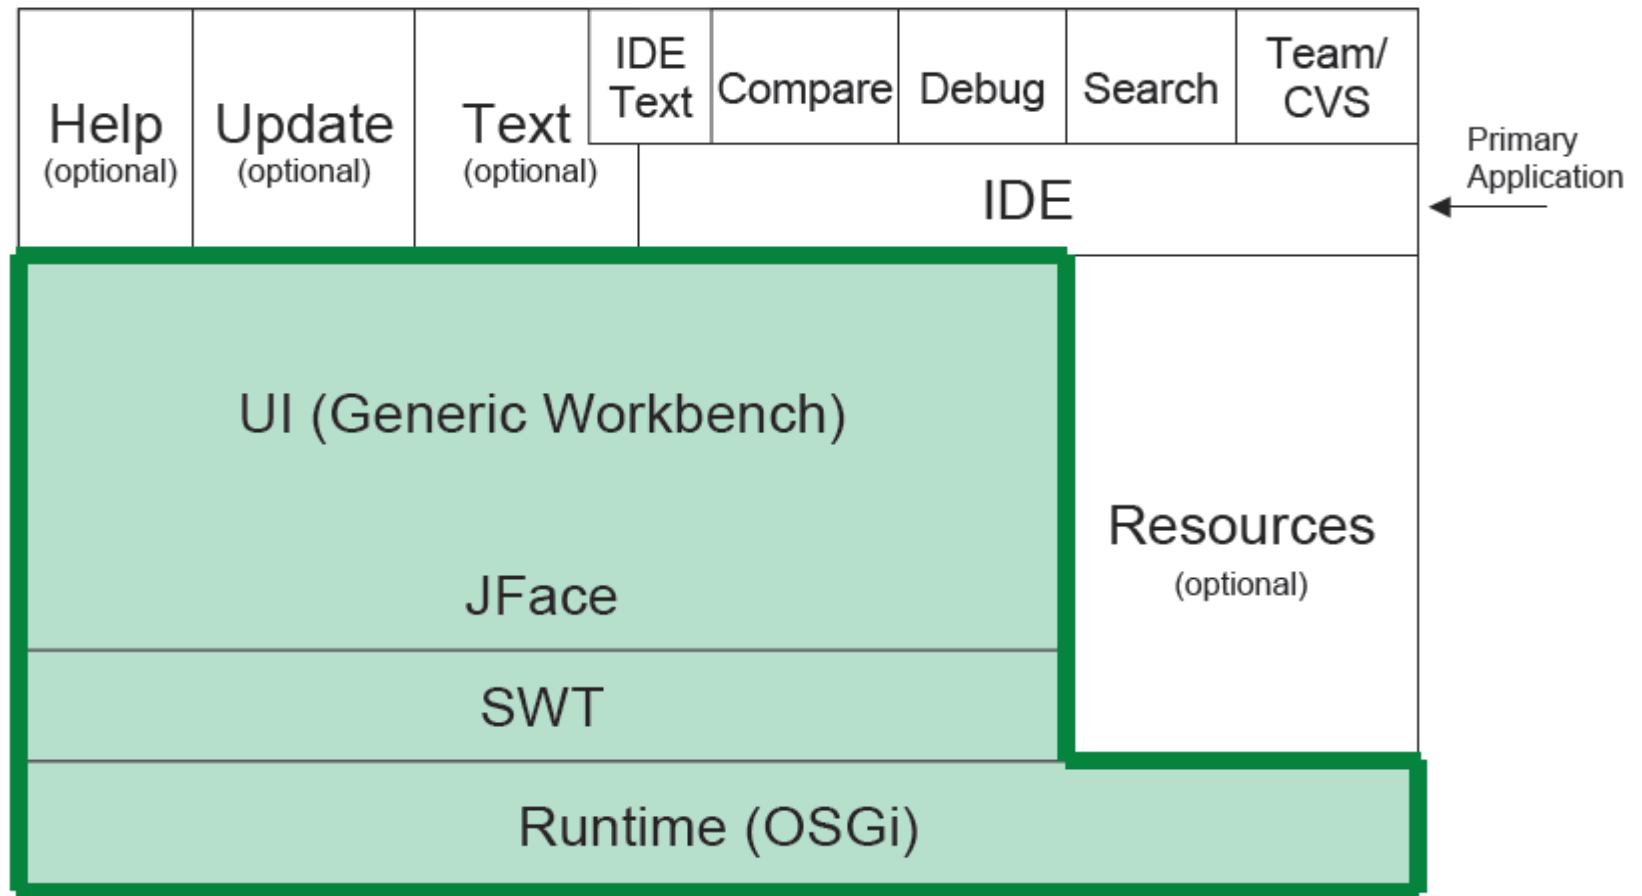 Help
(optional)
Update
(optional)
Text
(optional)
IDE
Text
Compare
Debug
Search
Team/
CVS
IDE
Primary
Application
UI (Generic Workbench)
JFace
Resources
(optional)
SWT
Runtime (OSGi)